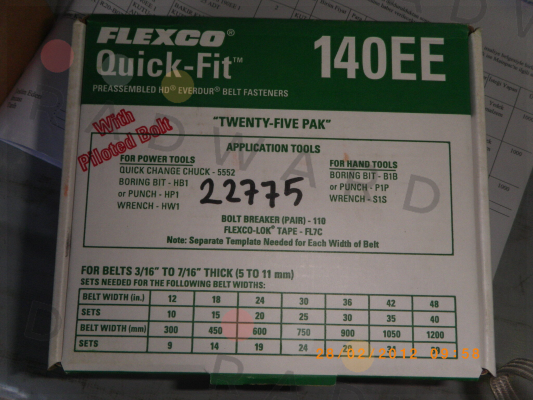 FLEXCO®
Quick-Fit™
140EE
PREASSEMBLED HD® EVERDUR® BELT FASTENERS
With
Piloted Bolt
"TWENTY-FIVE PAK"
APPLICATION TOOLS
FOR POWER TOOLS
QUICK CHANGE CHUCK - 5552
BORING BIT - HB1
or PUNCH - HP1
WRENCH - HW1
22775
FOR HAND TOOLS
BORING BIT - B1B
or PUNCH - P1P
WRENCH - S1S
BOLT BREAKER (PAIR) - 110
FLEXCO-LOK® TAPE - FL7C
Note: Separate Template Needed for Each Width of Belt
FOR BELTS 3/16" TO 7/16" THICK (5 TO 11 mm)
SETS NEEDED FOR THE FOLLOWING BELT WIDTHS:
BELT WIDTH (in.) 12 18 24 30 36 42 48
SETS 10 15 20 25 30 35 40
BELT WIDTH (mm) 300 450 600 750 900 1050 1200
SETS 9 14 19 24